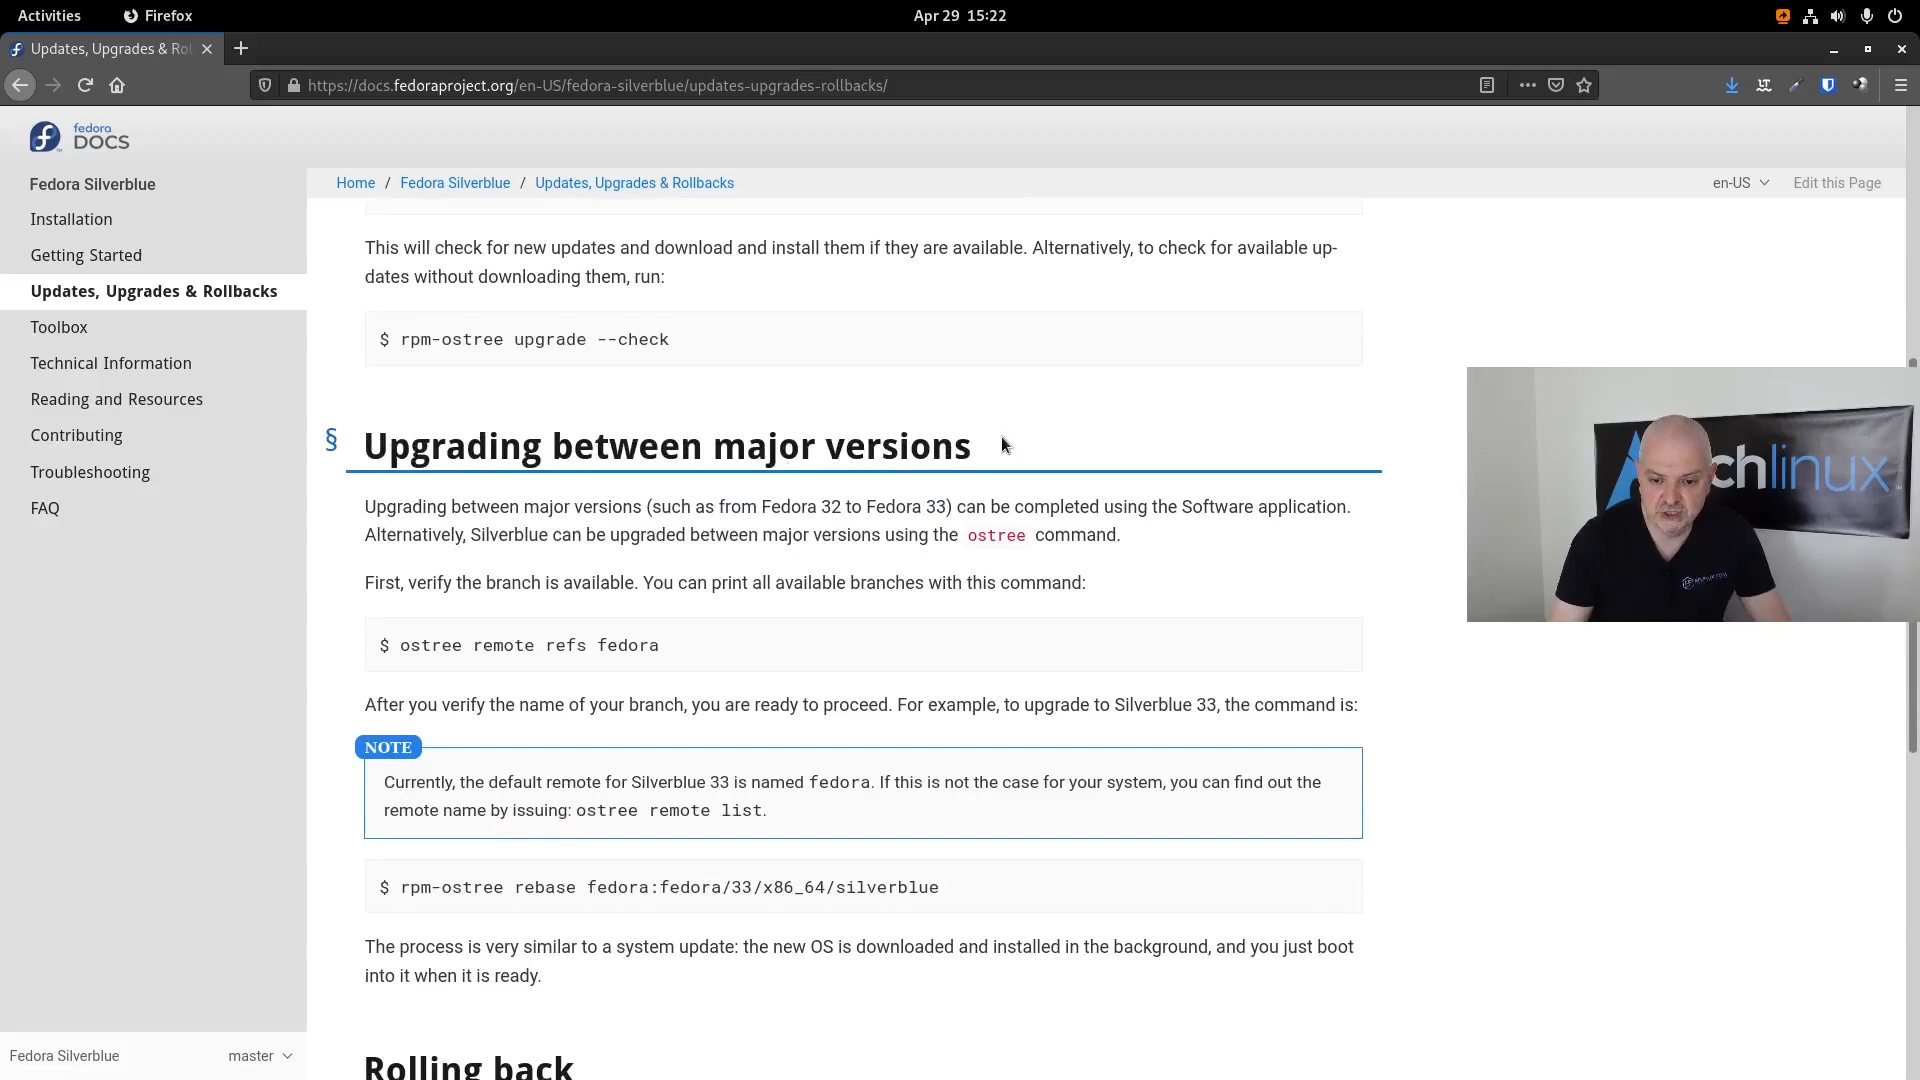 Activities
Firefox
Apr 29 15:22
Updates, Upgrades & Rol
https://docs.fedoraproject.org/en-US/fedora-silverblue/updates-upgrades-rollbacks/
fedora
DOCS
Fedora Silverblue
Installation
Getting Started
Updates, Upgrades & Rollbacks
Toolbox
Technical Information
Reading and Resources
Contributing
Troubleshooting
FAQ
Fedora Silverblue
master
Home / Fedora Silverblue / Updates, Upgrades & Rollbacks
en-US
Edit this Page
This will check for new updates and download and install them if they are available. Alternatively, to check for available up-
dates without downloading them, run:
$ rpm-ostree upgrade --check
§ Upgrading between major versions
Upgrading between major versions (such as from Fedora 32 to Fedora 33) can be completed using the Software application.
Alternatively, Silverblue can be upgraded between major versions using the ostree command.
First, verify the branch is available. You can print all available branches with this command:
$ ostree remote refs fedora
After you verify the name of your branch, you are ready to proceed. For example, to upgrade to Silverblue 33, the command is:
NOTE
Currently, the default remote for Silverblue 33 is named fedora. If this is not the case for your system, you can find out the
remote name by issuing: ostree remote list.
$ rpm-ostree rebase fedora:fedora/33/x86_64/silverblue
The process is very similar to a system update: the new OS is downloaded and installed in the background, and you just boot
into it when it is ready.
Rolling back
chlinux